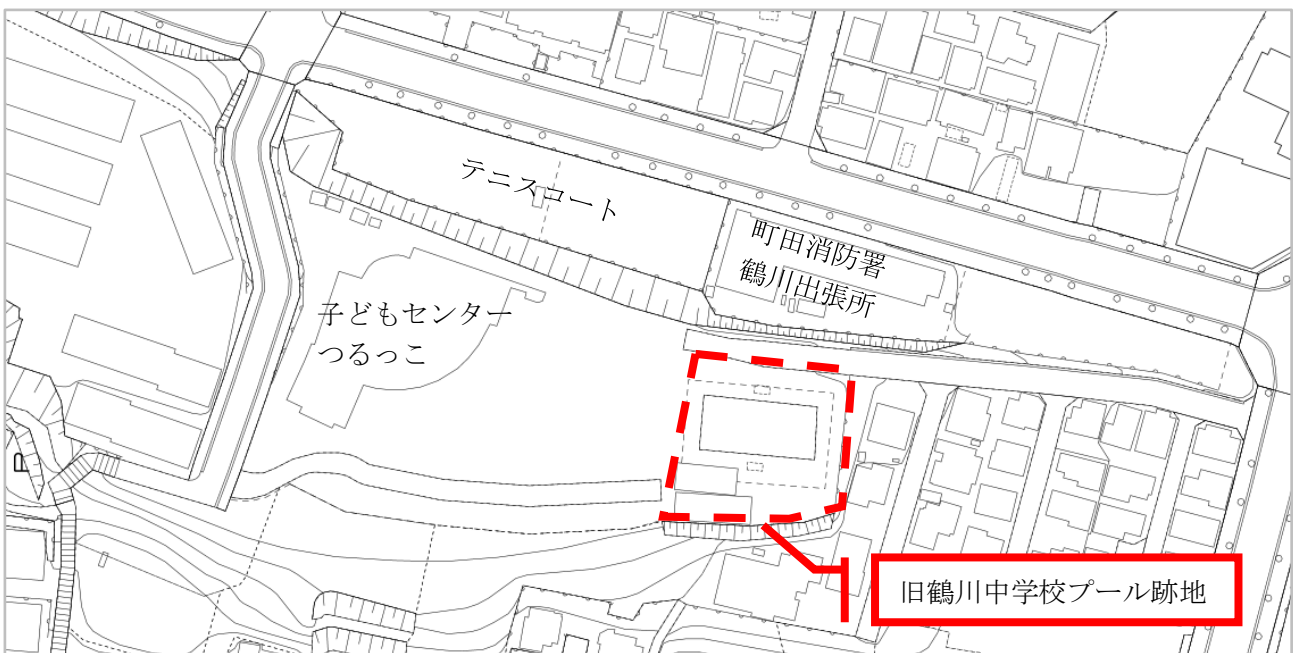 テニスコート
町田消防署
鶴川出張所
子どもセンター
つるっこ
旧鶴川中学校プール跡地